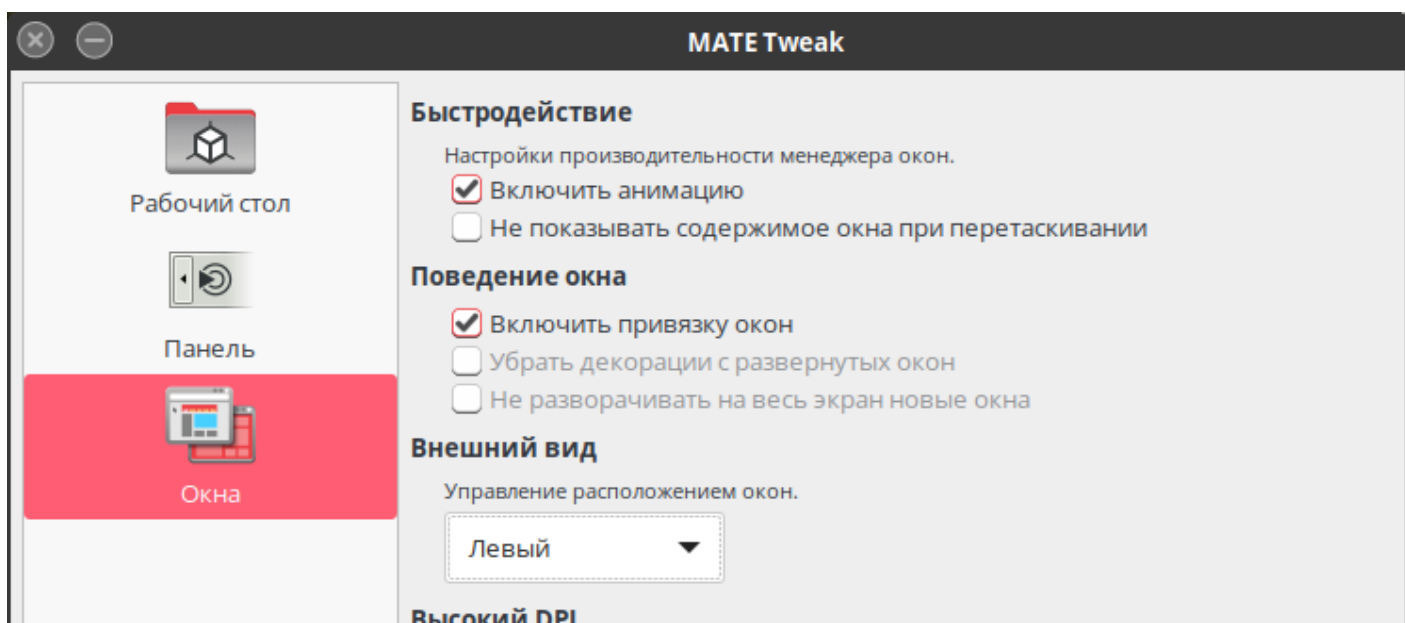 MATE Tweak
Рабочий стол
Панель
Окна
Быстродействие
Настройки производительности менеджера окон.
Включить анимацию
Не показывать содержимое окна при перетаскивании
Поведение окна
Включить привязку окон
Убрать декорации с развернутых окон
Не разворачивать на весь экран новые окна
Внешний вид
Управление расположением окон.
Левый
Высокий DPI